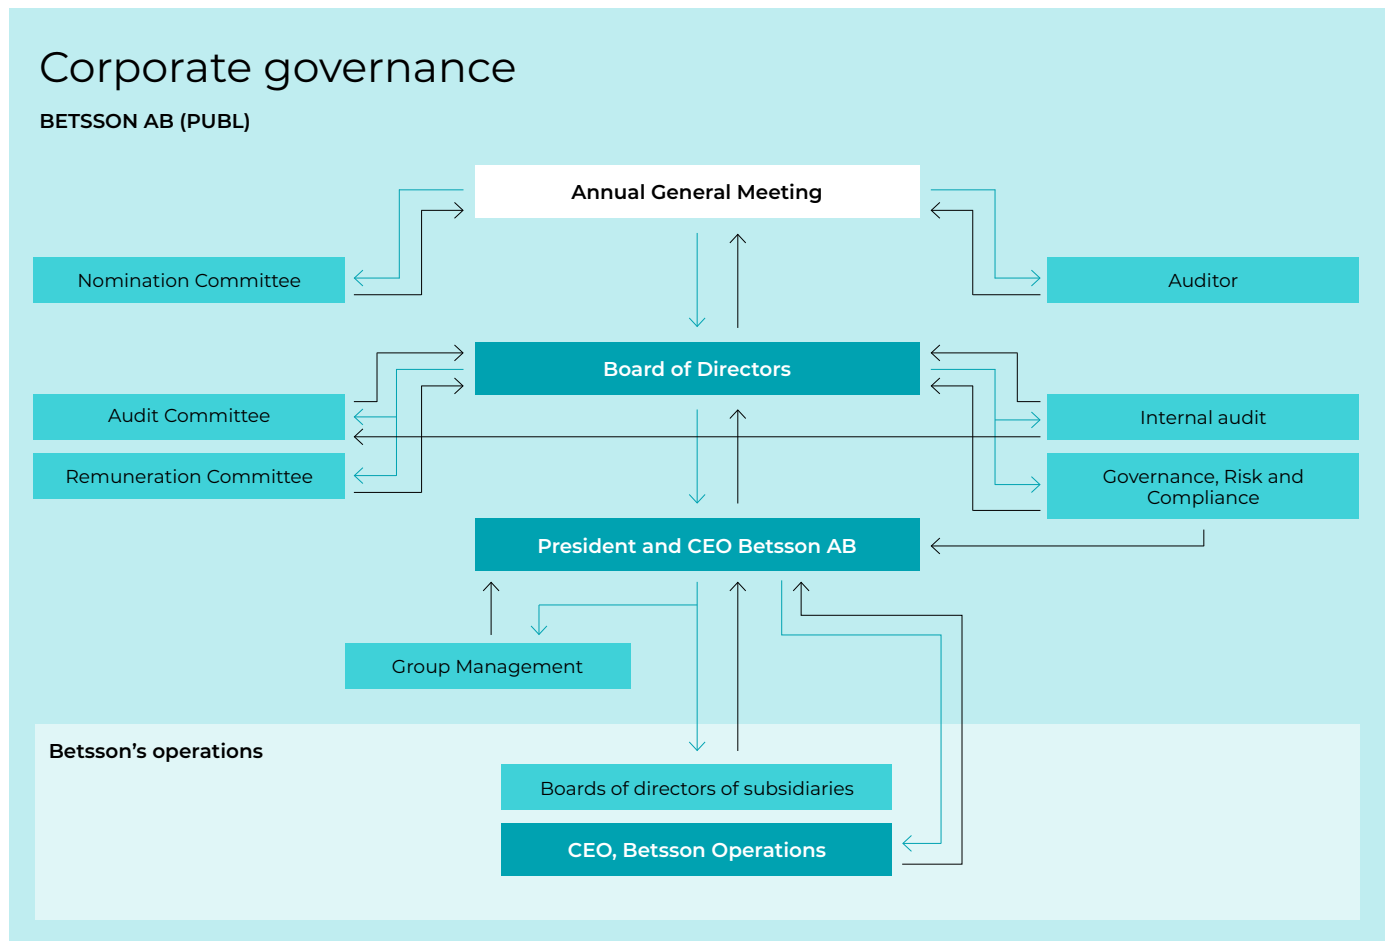 Corporate governance
BETSSON AB (PUBL)
Annual General Meeting
Nomination Committee
Auditor
Board of Directors
Audit Committee
Internal audit
Remuneration Committee
Governance, Risk and
Compliance
President and CEO Betsson AB
Group Management
Betsson’s operations
Boards of directors of subsidiaries
CEO, Betsson Operations